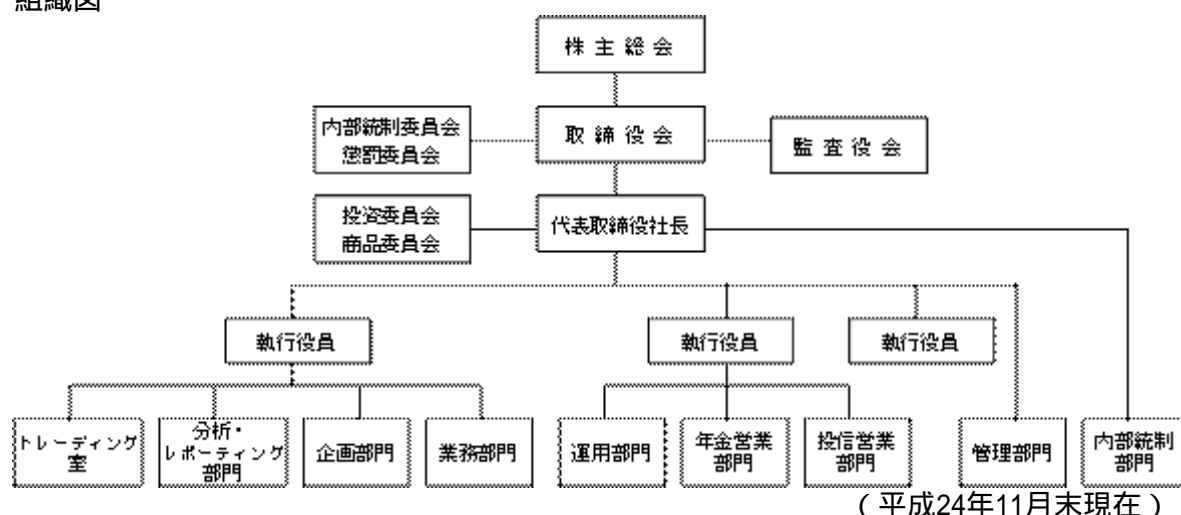 組織図
株主総会
内部統制委員会
懲罰委員会
取締役会
監査役会
投資委員会
商品委員会
代表取締役社長
執行役員
執行役員
執行役員
トレーディング
室
分析・
レポーティング
部門
企画部門
業務部門
運用部門
年金営業
部門
投信営業
部門
管理部門
内部統制
部門
(平成24年11月末現在)